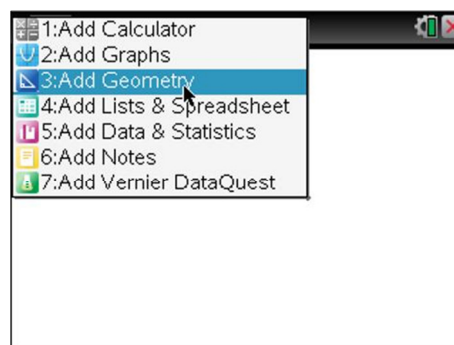 1:Add Calculator
2:Add Graphs
3:Add Geometry
4:Add Lists & Spreadsheet
5:Add Data & Statistics
6:Add Notes
7:Add Vernier DataQuest